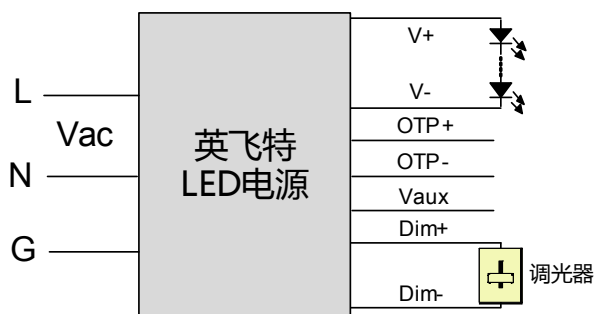 L
Vac
N
G
英飞特
LED电源
V+
V-
OTP+
OTP-
Vaux
Dim+
Dim-
调光器